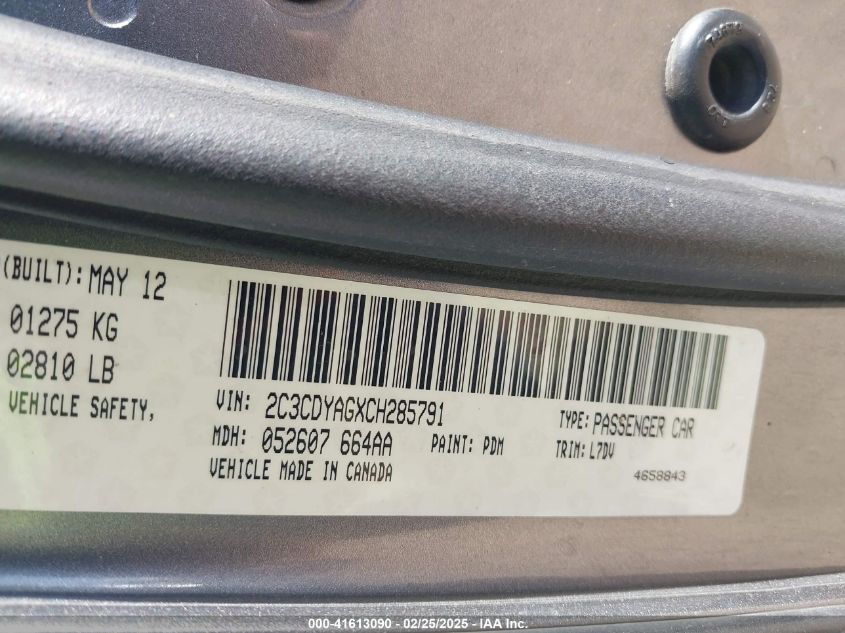 (BUILT): MAY 12
01275 KG
02810 LB
VEHICLE SAFETY,
VIN: 2C3CDYAGXCH285791
TYPE: PASSENGER CAR
MDH: 052607 664AA
PAINT: PDM
TRIM: L7DV
VEHICLE MADE IN CANADA
4658843
000-41613090 - 02/25/2025 - IAA Inc.